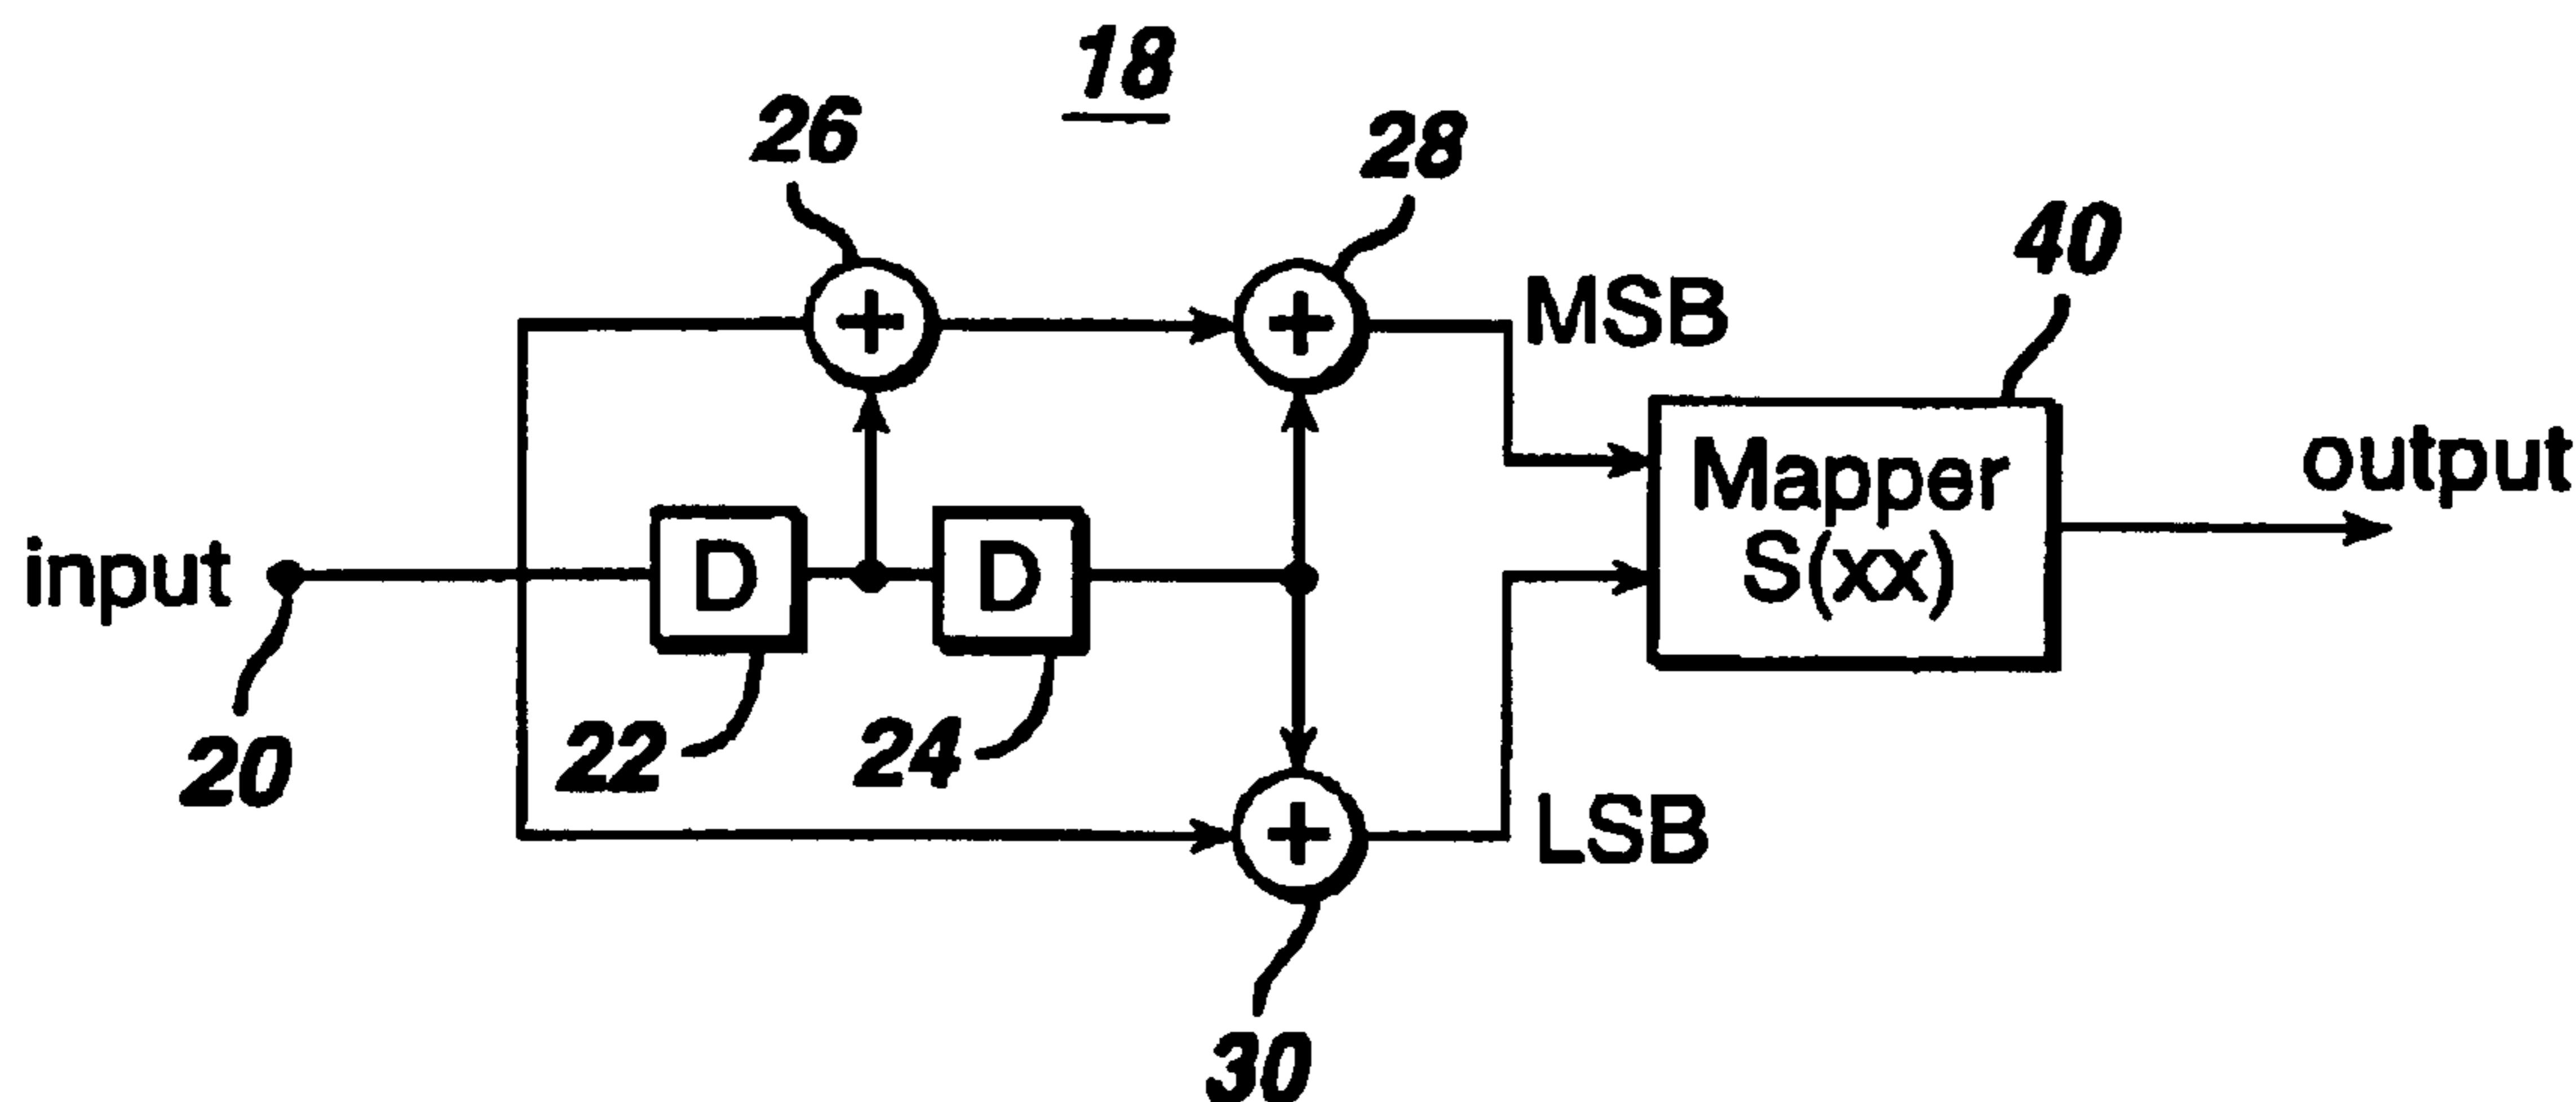 18
26
28
40
+
+
MSB
Mapper
S(xx)
output
input
D
D
20
22
24
+
LSB
30